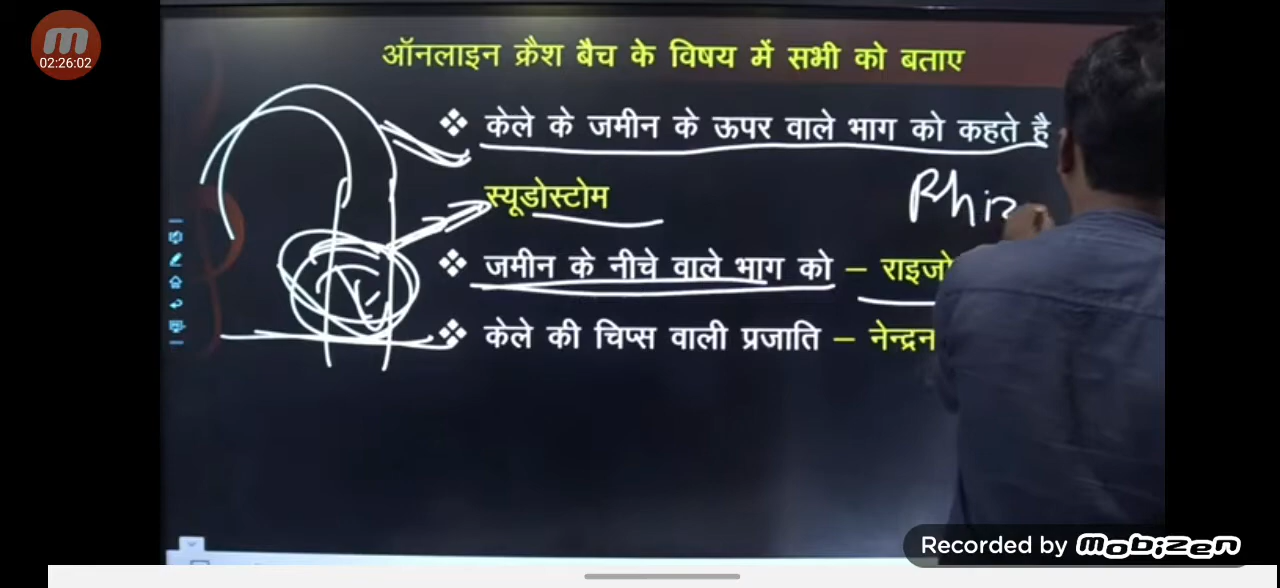 02:26:02
ऑनलाइन क्रैश बैच के विषय में सभी को बताए
❖ केले के जमीन के ऊपर वाले भाग को कहते है
स्यूडोस्टोम
Rhiz
❖ जमीन के नीचे वाले भाग को – राइजो
❖ केले की चिप्स वाली प्रजाति – नेन्द्रन
Recorded by mobizen